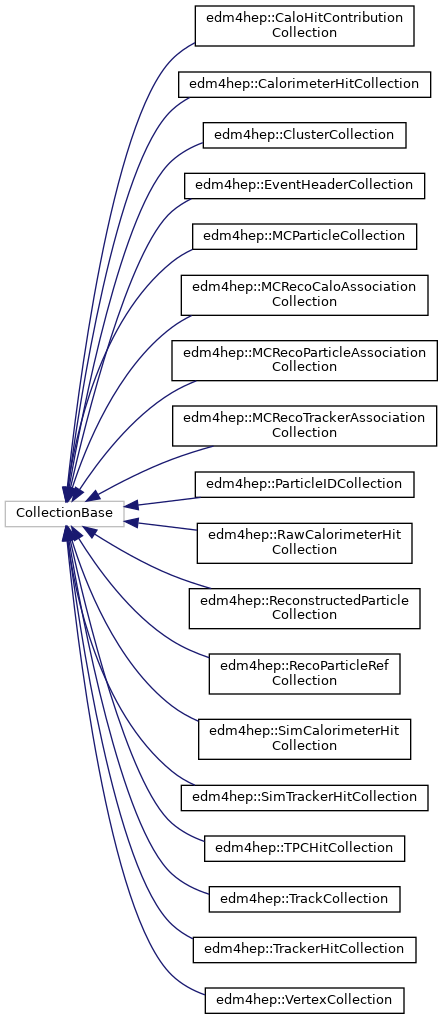 edm4hep::CaloHitContribution
Collection
edm4hep::CalorimeterHitCollection
edm4hep::ClusterCollection
edm4hep::EventHeaderCollection
edm4hep::MCParticleCollection
edm4hep::MCRecoCaloAssociation
Collection
edm4hep::MCRecoParticleAssociation
Collection
edm4hep::MCRecoTrackerAssociation
Collection
edm4hep::ParticleIDCollection
CollectionBase
edm4hep::RawCalorimeterHit
Collection
edm4hep::ReconstructedParticle
Collection
edm4hep::RecoParticleRef
Collection
edm4hep::SimCalorimeterHit
Collection
edm4hep::SimTrackerHitCollection
edm4hep::TPCHitCollection
edm4hep::TrackCollection
edm4hep::TrackerHitCollection
edm4hep::VertexCollection